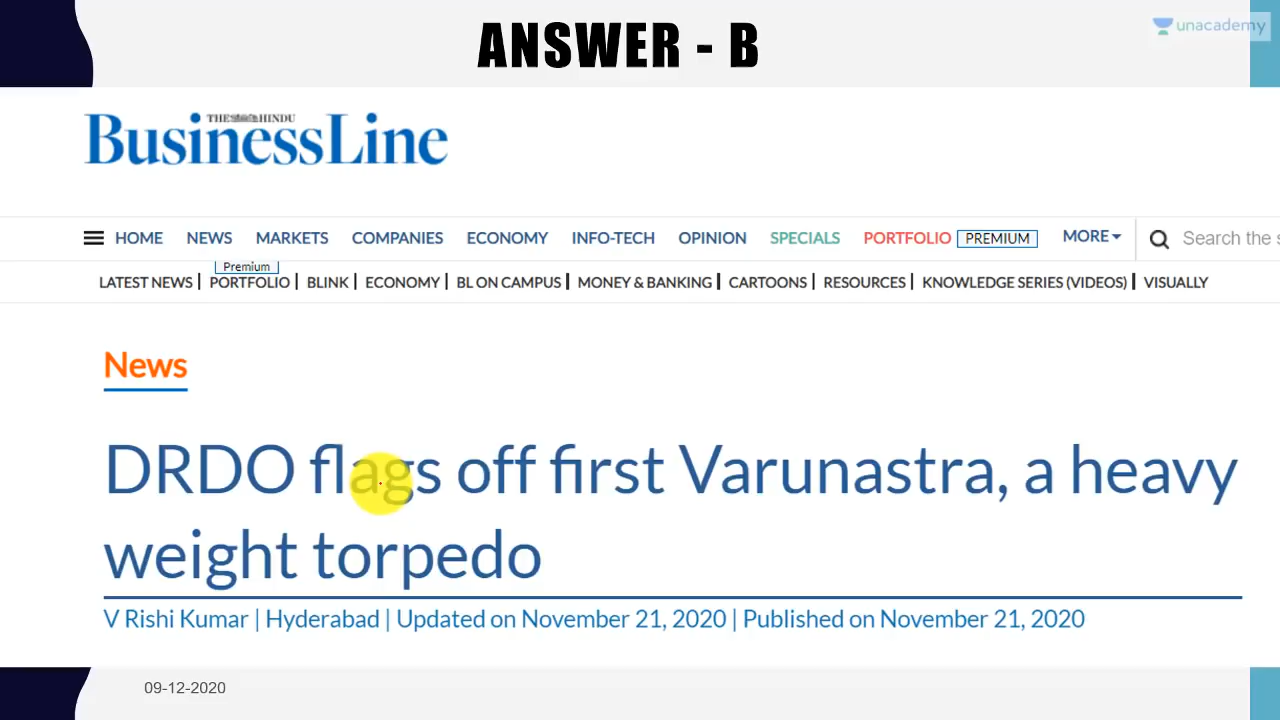 ANSWER - B
unacademy
THE HINDU
BusinessLine
HOME NEWS MARKETS COMPANIES ECONOMY INFO-TECH OPINION SPECIALS PORTFOLIO PREMIUM MORE Search the s
Premium
LATEST NEWS | PORTFOLIO | BLINK | ECONOMY | BL ON CAMPUS | MONEY & BANKING | CARTOONS | RESOURCES | KNOWLEDGE SERIES (VIDEOS) | VISUALLY
News
DRDO flags off first Varunastra, a heavy
weight torpedo
V Rishi Kumar | Hyderabad | Updated on November 21, 2020 | Published on November 21, 2020
09-12-2020